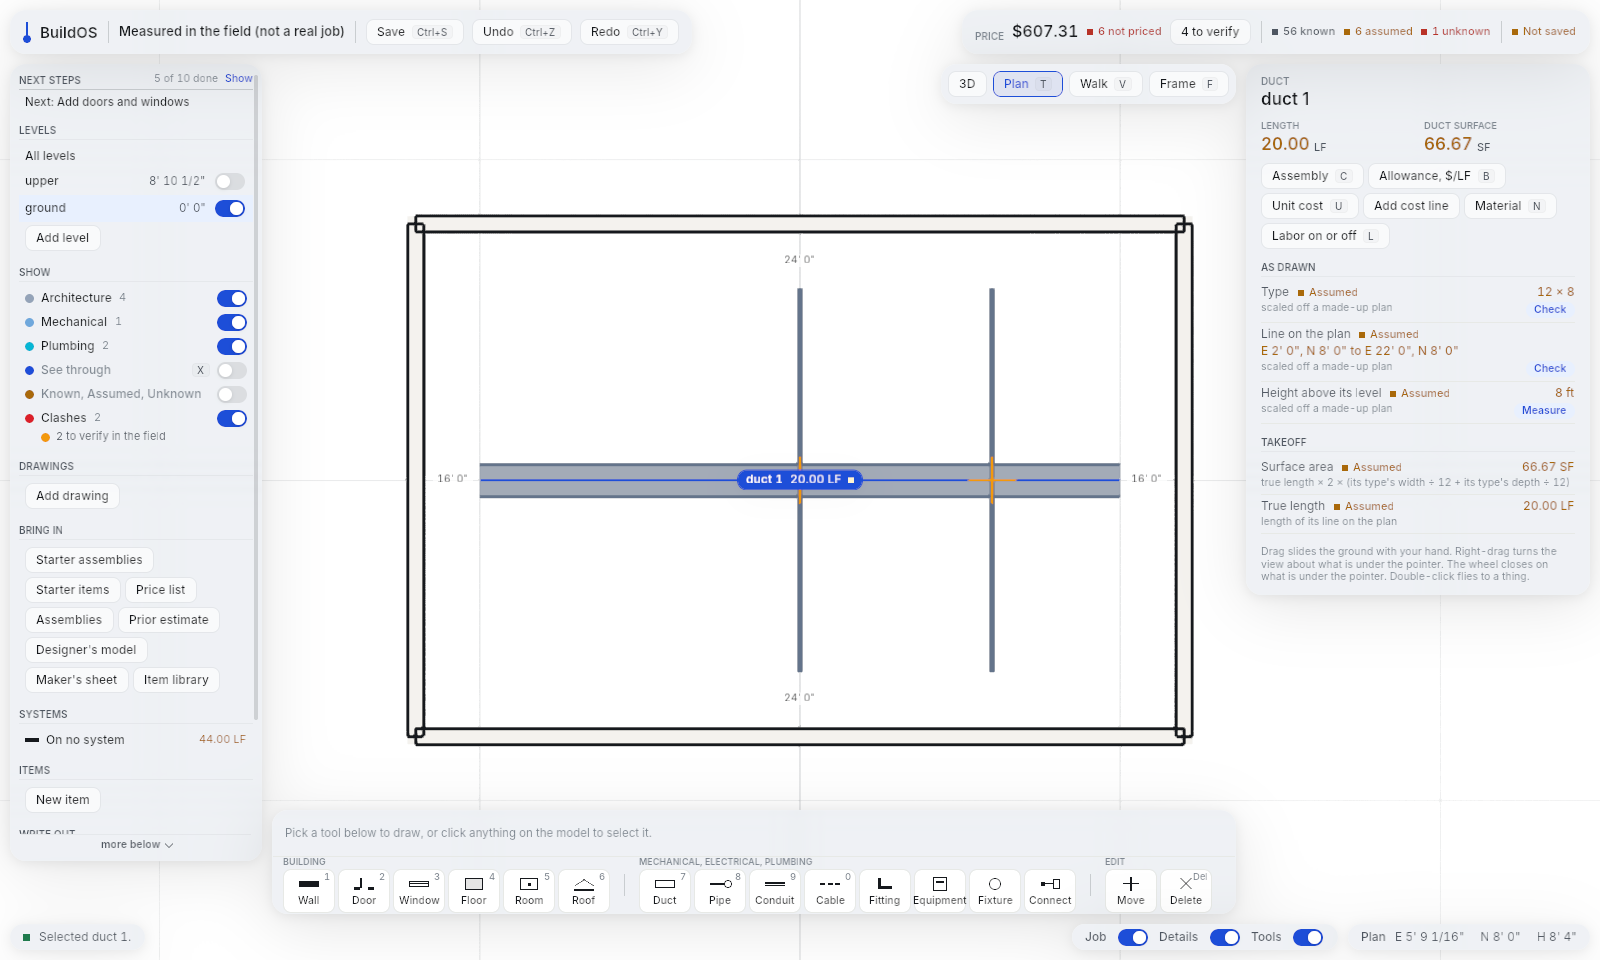 BuildOS
Measured in the field (not a real job)
Save Ctrl+S
Undo Ctrl+Z
Redo Ctrl+Y
PRICE $607.31
6 not priced
4 to verify
56 known
6 assumed
1 unknown
Not saved
3D
Plan T
Walk V
Frame F
NEXT STEPS
5 of 10 done Show
Next: Add doors and windows
LEVELS
All levels
upper 8' 10 1/2"
ground 0' 0"
Add level
SHOW
Architecture 4
Mechanical 1
Plumbing 2
See through X
Known, Assumed, Unknown
Clashes 2
2 to verify in the field
DRAWINGS
Add drawing
BRING IN
Starter assemblies
Starter items Price list
Assemblies Prior estimate
Designer's model
Maker's sheet Item library
SYSTEMS
On no system 44.00 LF
ITEMS
New item
WRITE OUT
more below
24' 0"
16' 0"
duct 1 20.00 LF
16' 0"
24' 0"
DUCT
duct 1
LENGTH DUCT SURFACE
20.00 LF 66.67 SF
Assembly C Allowance, $/LF B
Unit cost U Add cost line Material N
Labor on or off L
AS DRAWN
Type Assumed 12 × 8
scaled off a made-up plan Check
Line on the plan Assumed
E 2' 0", N 8' 0" to E 22' 0", N 8' 0"
scaled off a made-up plan Check
Height above its level Assumed 8 ft
scaled off a made-up plan Measure
TAKEOFF
Surface area Assumed 66.67 SF
true length × 2 × (its type's width ÷ 12 + its type's depth ÷ 12)
True length Assumed 20.00 LF
length of its line on the plan
Drag slides the ground with your hand. Right-drag turns the
view about what is under the pointer. The wheel closes on
what is under the pointer. Double-click flies to a thing.
Pick a tool below to draw, or click anything on the model to select it.
BUILDING
Wall 1
Door 2
Window 3
Floor 4
Room 5
Roof 6
MECHANICAL, ELECTRICAL, PLUMBING
Duct 7
Pipe 8
Conduit 9
Cable 0
Fitting
Equipment
Fixture
Connect
EDIT
Move
Delete Del
Selected duct 1.
Job Details Tools
Plan E 5' 9 1/16" N 8' 0" H 8' 4"